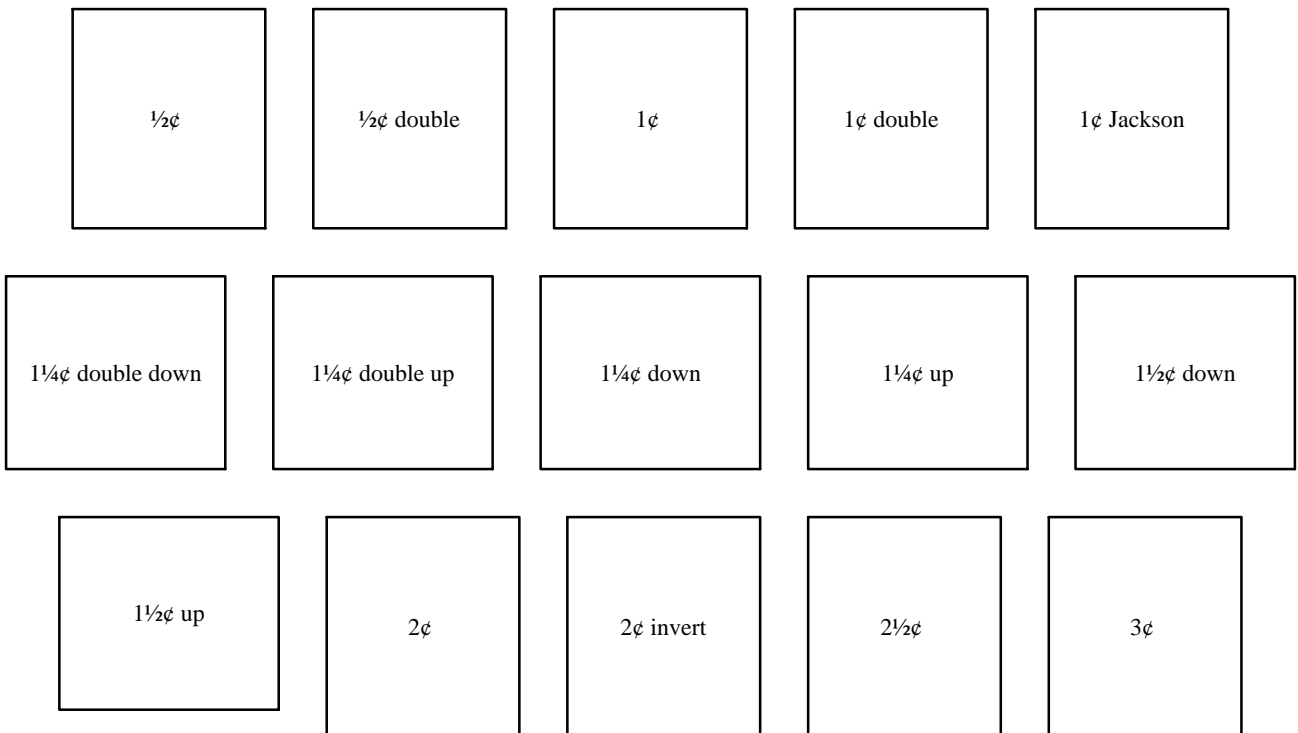 ½¢
½¢ double
1¢
1¢ double
1¢ Jackson
1¼¢ double down
1¼¢ double up
1¼¢ down
1¼¢ up
1½¢ down
1½¢ up
2¢
2¢ invert
2½¢
3¢